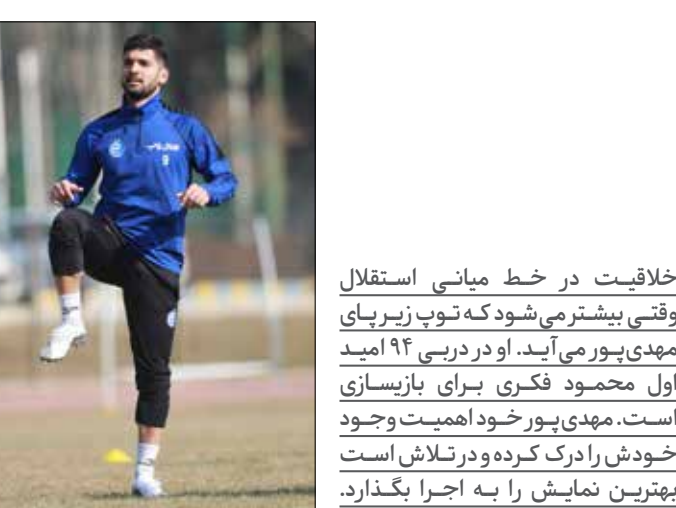 خلاقیت در خط میانی استقلال
وقتی بیشتر می‌شود که توپ زیر پای
مهدی‌پور می‌آید. او در دربی ۹۴ امید
اول محمود فکری برای بازیسازی
است. مهدی‌پور خود اهمیت وجود
خودش را درک کرده و در تلاش است
بهترین نمایش را به اجرا بگذارد.
9